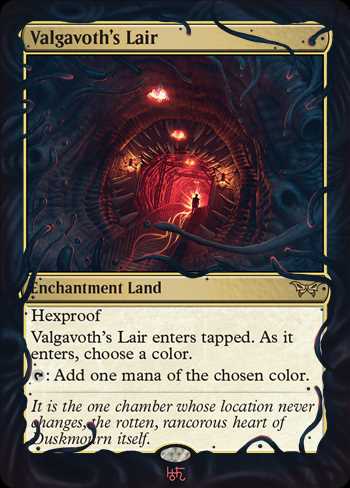 Valgavoth's Lair
Enchantment Land
Hexproof
Valgavoth's Lair enters tapped. As it
enters, choose a color.
: Add one mana of the chosen color.
It is the one chamber whose location never
changes, the rotten, rancorous heart of
Duskmourn itself.